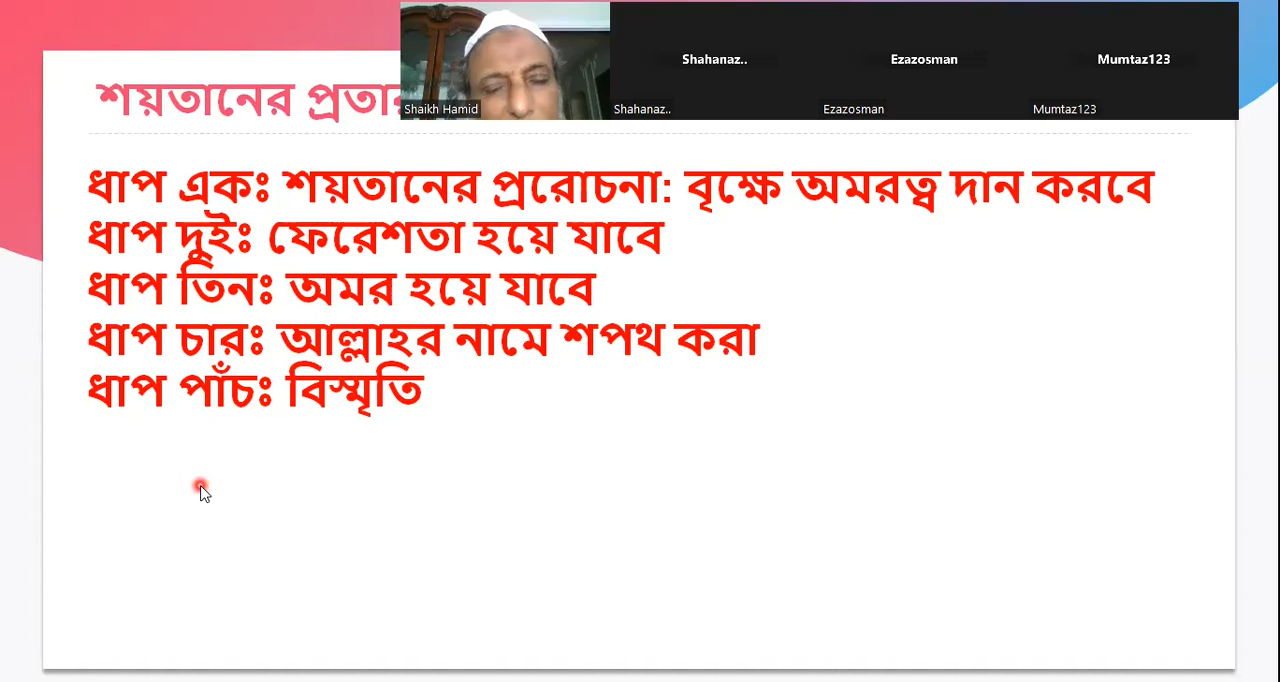 Shahanaz..
Ezazosman
Mumtaz123
Shaikh Hamid
Shahanaz..
Ezazosman
Mumtaz123
শয়তানের
ধাপ একঃ শয়তানের প্ররোচনা: বৃক্ষে অমরত্ব দান করবে
ধাপ দুইঃ ফেরেশতা হয়ে যাবে
ধাপ তিনঃ অমর হয়ে যাবে
ধাপ চারঃ আল্লাহর নামে শপথ করা
ধাপ পাঁচঃ বিস্মৃতি